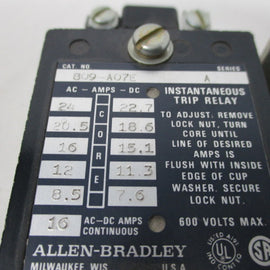 CAT. NO. SERIES
809-A07E A
AC - AMPS - DC
INSTANTANEOUS
TRIP RELAY
24 CORE 22.7
20.5 18.6
16 15.1
12 11.3
8.5 7.6
TO ADJUST. REMOVE
LOCK NUT, TURN
CORE UNTIL
LINE OF DESIRED
AMPS IS
FLUSH WITH INSIDE
EDGE OF CUP
WASHER. SECURE
LOCK NUT.
16 AC-DC AMPS
CONTINUOUS
600 VOLTS MAX
ALLEN-BRADLEY
MILWAUKEE WIS U.S.A
UL